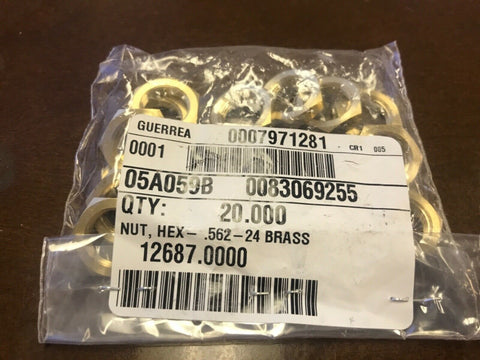 GUERREA 0007971281 CR1 005
0001
05A059B 0083069255
QTY: 20.000
NUT, HEX- .562-24 BRASS
12687.0000